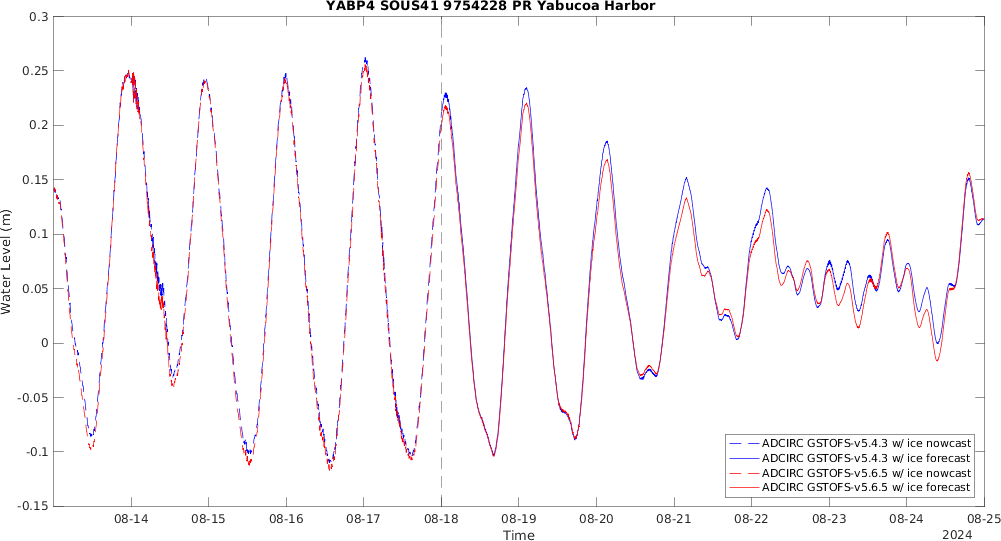 YABP4 SOUS41 9754228 PR Yabucoa Harbor
0.3
0.25
0.2
0.15
0.1
0.05
0
-0.05
-0.1
-0.15
Water Level (m)
ADCIRC GSTOFS-v5.4.3 w/ ice nowcast
ADCIRC GSTOFS-v5.4.3 w/ ice forecast
ADCIRC GSTOFS-v5.6.5 w/ ice nowcast
ADCIRC GSTOFS-v5.6.5 w/ ice forecast
08-14 08-15 08-16 08-17 08-18 08-19 08-20 08-21 08-22 08-23 08-24 08-25
Time
2024